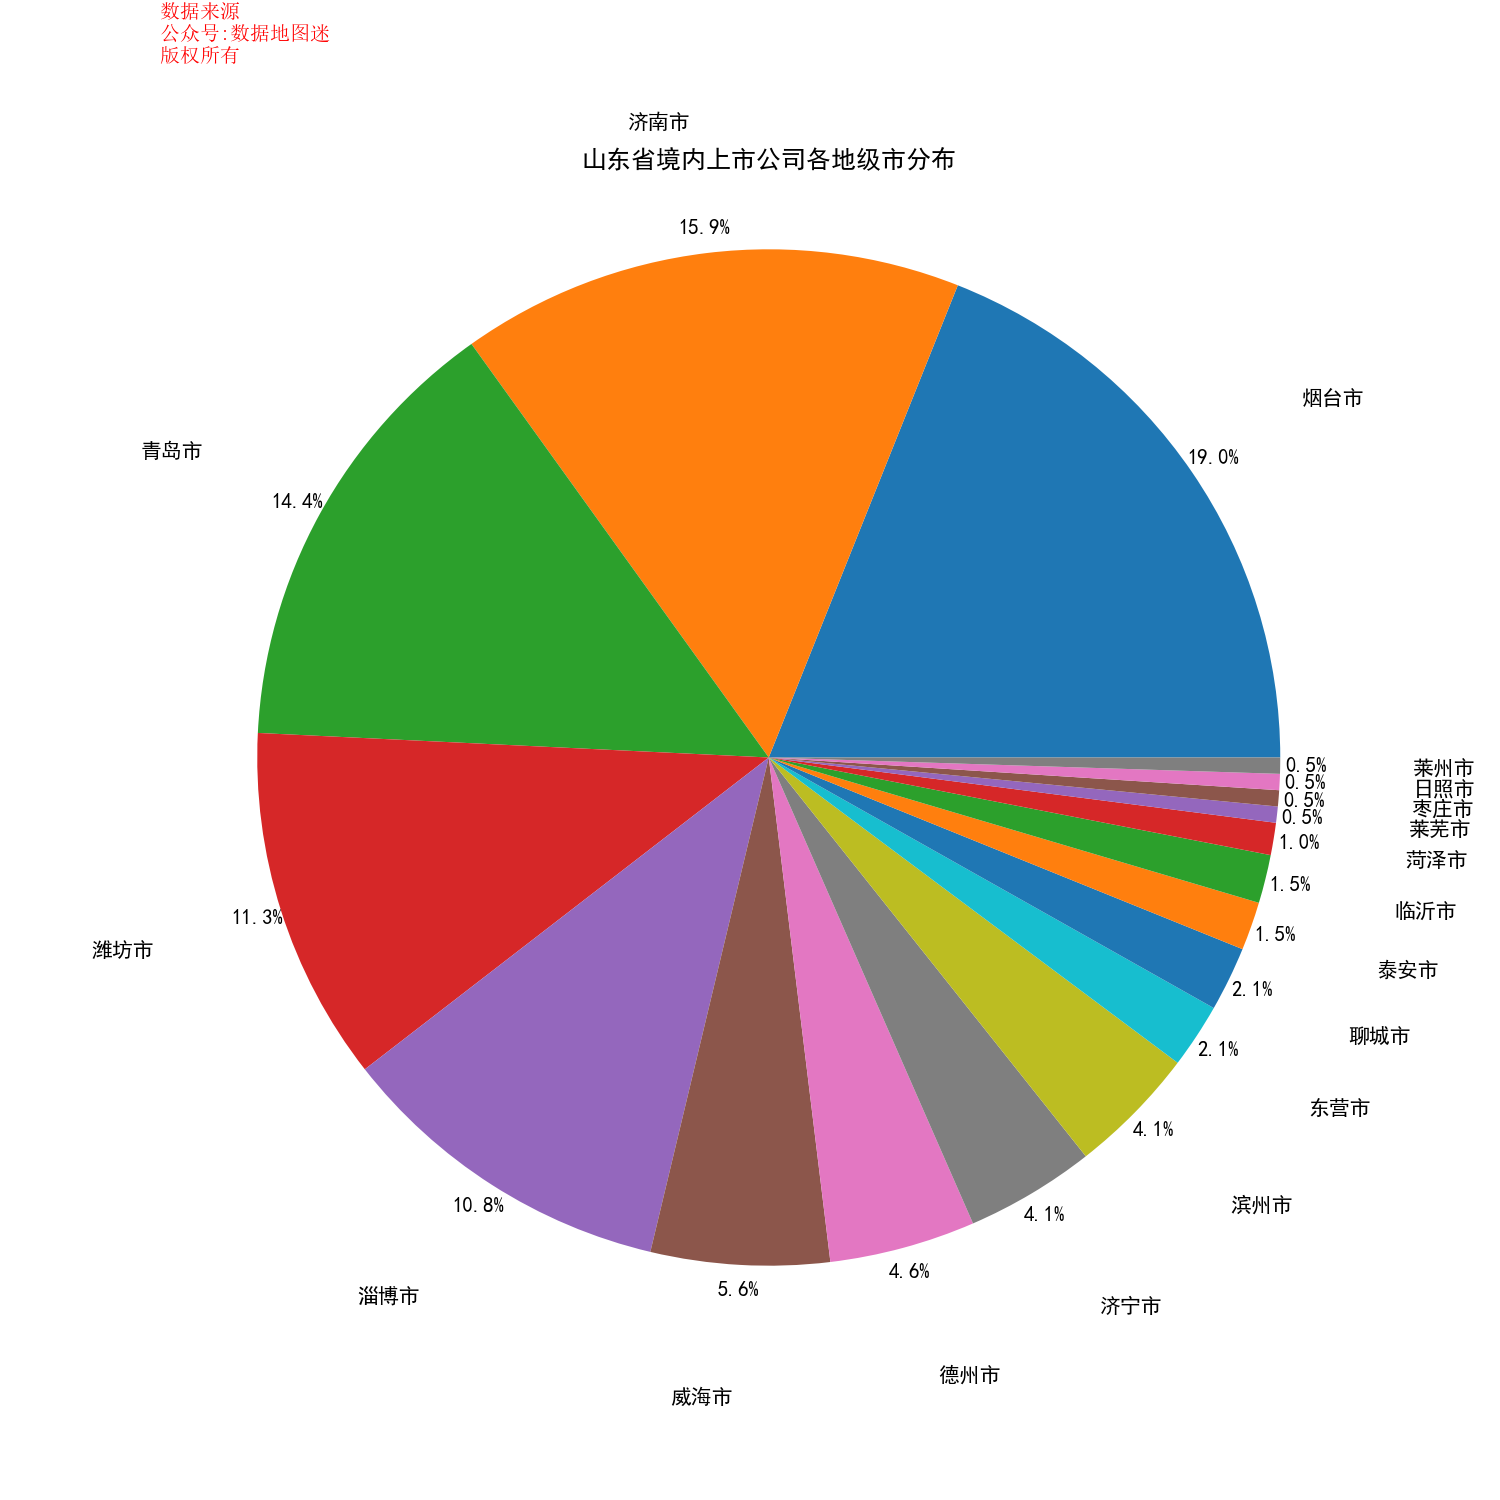 数据来源
公众号:数据地图迷
版权所有
济南市
山东省境内上市公司各地级市分布
15.9%
烟台市
19.0%
青岛市
14.4%
莱州市
0.5%
日照市
0.5%
枣庄市
0.5%
莱芜市
0.5%
菏泽市
1.0%
临沂市
1.5%
泰安市
1.5%
聊城市
2.1%
东营市
2.1%
滨州市
4.1%
济宁市
4.1%
德州市
4.6%
威海市
5.6%
淄博市
10.8%
潍坊市
11.3%